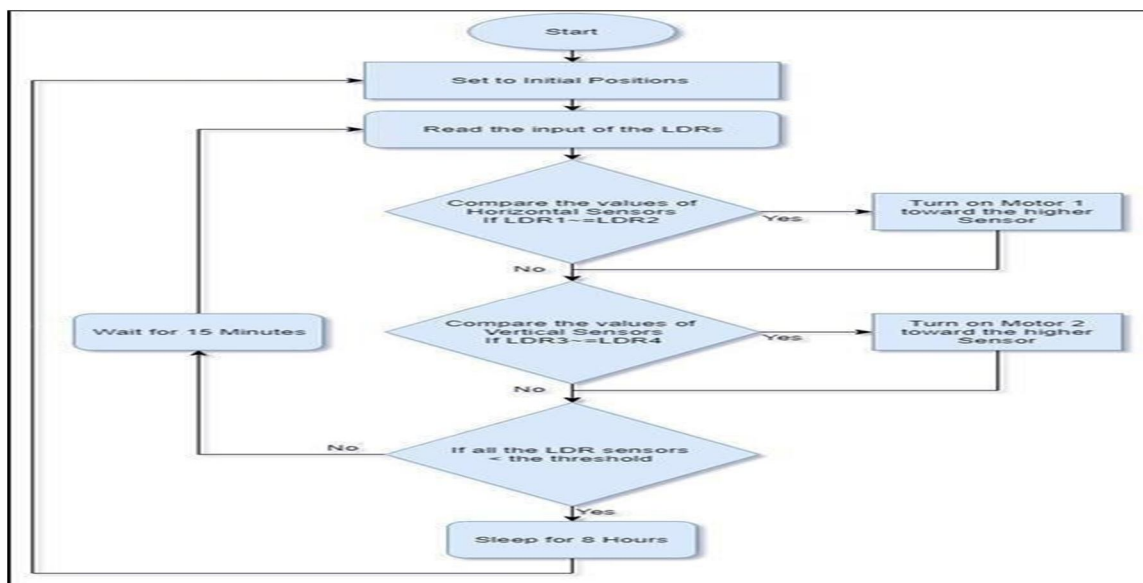 Start
Set to Initial Positions
Read the input of the LDRs
Compare the values of
Horizontal Sensors
If LDR1~=LDR2
Yes
Turn on Motor 1
toward the higher
Sensor
No
Compare the values of
Vertical Sensors
If LDR3~=LDR4
Yes
Turn on Motor 2
toward the higher
Sensor
Wait for 15 Minutes
No
If all the LDR sensors
< the threshold
No
Yes
Sleep for 8 Hours